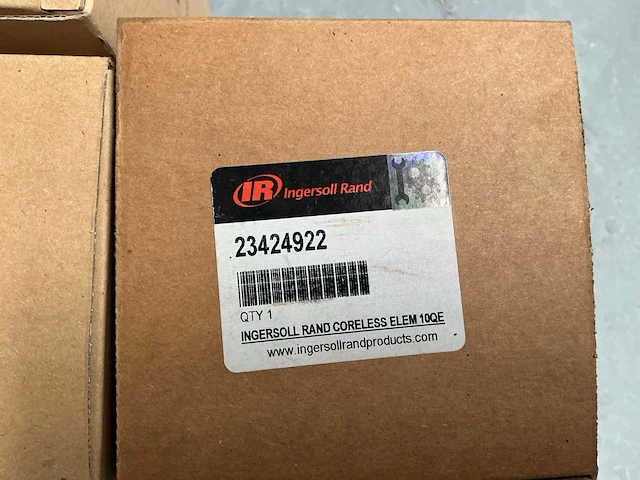 IR Ingersoll Rand
23424922
QTY 1
INGERSOLL RAND CORELESS ELEM 10QE
www.ingersollrandproducts.com